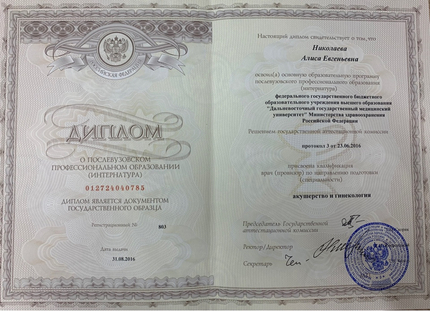 РОССИЙСКАЯ ФЕДЕРАЦИЯ
ДИПЛОМ
О ПОСЛЕВУЗОВСКОМ
ПРОФЕССИОНАЛЬНОМ ОБРАЗОВАНИИ
(ИНТЕРНАТУРА)
012724040783
ДИПЛОМ ЯВЛЯЕТСЯ ДОКУМЕНТОМ
ГОСУДАРСТВЕННОГО ОБРАЗЦА
Регистрационный № 803
Дата выдачи
31.08.2016
Настоящий диплом свидетельствует о том, что
Николаева
Алиса Евгеньевна
освоил(а) основную образовательную программу
послевузовского профессионального образования
(интернатура)
федерального государственного бюджетного
образовательного учреждения высшего образования
"Дальневосточный государственный медицинский
университет" Министерства здравоохранения
Российской Федерации
Решением государственной аттестационной комиссии
протокол 3 от 23.06.2016
присвоена квалификация
врач (провизор) по направлению подготовки
(специальности)
акушерство и гинекология
Председатель Государственной
аттестационной комиссии
Ректор/Директор
Секретарь